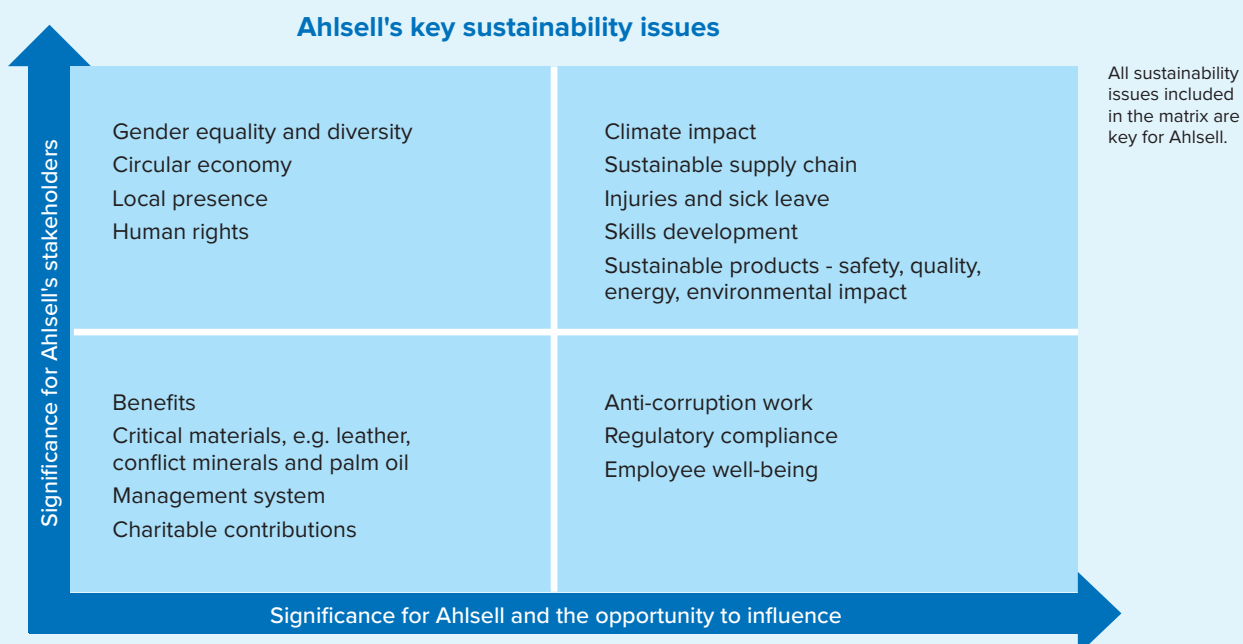 Ahlsell's key sustainability issues
All sustainability
issues included
in the matrix are
key for Ahlsell.
Significance for Ahlsell's stakeholders
Gender equality and diversity
Circular economy
Local presence
Human rights
Climate impact
Sustainable supply chain
Injuries and sick leave
Skills development
Sustainable products - safety, quality,
energy, environmental impact
Benefits
Critical materials, e.g. leather,
conflict minerals and palm oil
Management system
Charitable contributions
Anti-corruption work
Regulatory compliance
Employee well-being
Significance for Ahlsell and the opportunity to influence